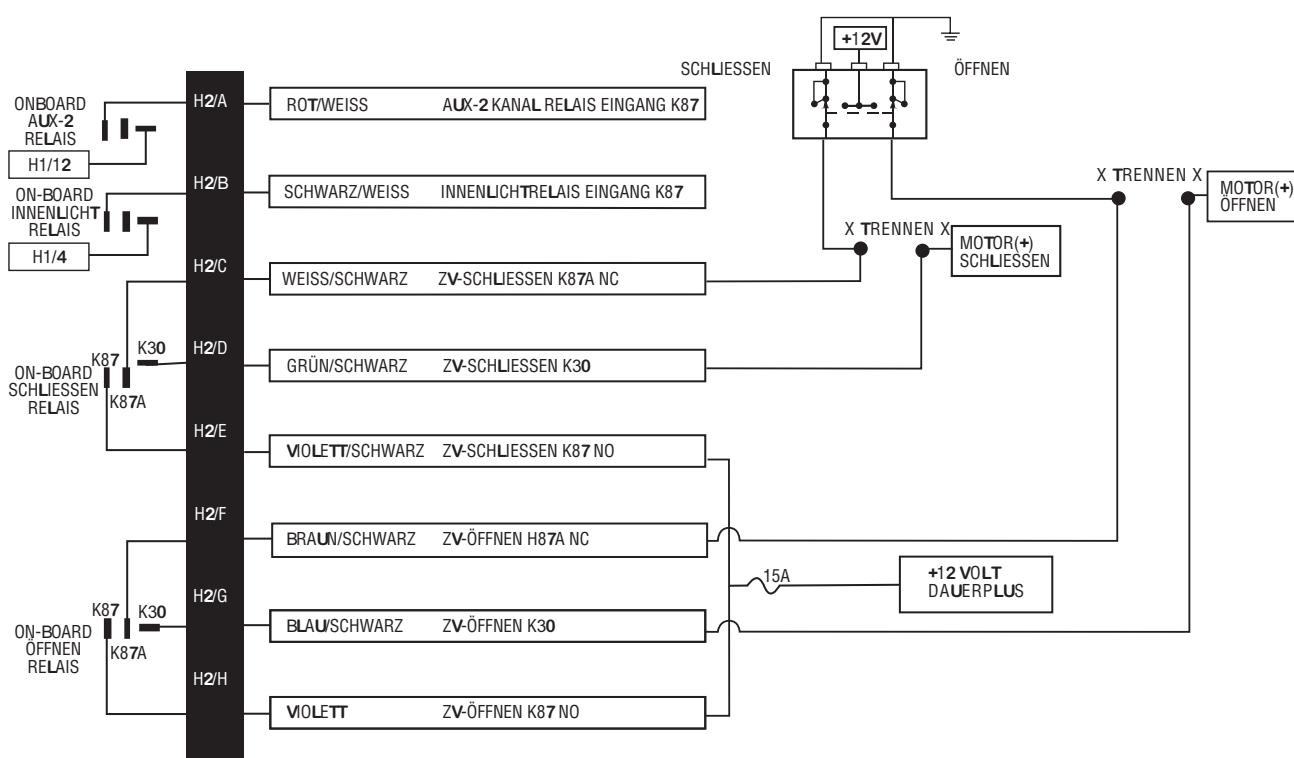 +12V
SCHLIESSEN
ÖFFNEN
ONBOARD
AUX-2
RELAIS
H1/12
H2/A
ROT/WEISS AUX-2 KANAL RELAIS EINGANG K87
ON-BOARD
INNENLICHT
RELAIS
H1/4
H2/B
SCHWARZ/WEISS INNENLICHTRELAIS EINGANG K87
X TRENNEN X
MOTOR(+)
ÖFFNEN
X TRENNEN X
MOTOR(+)
SCHLIESSEN
H2/C
WEISS/SCHWARZ ZV-SCHLIESSEN K87A NC
H2/D
GRÜN/SCHWARZ ZV-SCHLIESSEN K30
K87
K30
K87A
ON-BOARD
SCHLIESSEN
RELAIS
H2/E
VIOLETT/SCHWARZ ZV-SCHLIESSEN K87 NO
H2/F
BRAUN/SCHWARZ ZV-ÖFFNEN H87A NC
15A
+12 VOLT
DAUERPLUS
H2/G
BLAU/SCHWARZ ZV-ÖFFNEN K30
K87
K30
K87A
ON-BOARD
ÖFFNEN
RELAIS
H2/H
VIOLETT ZV-ÖFFNEN K87 NO